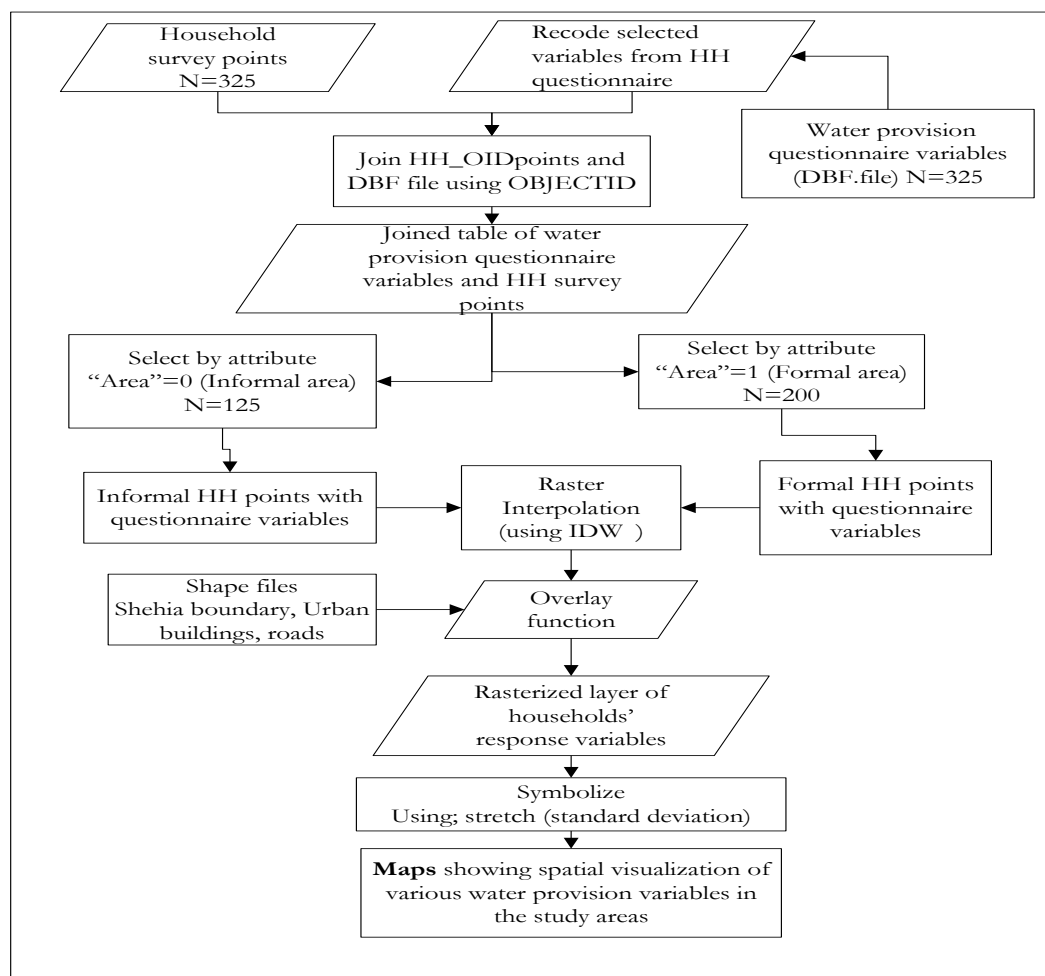 Household
survey points
N=325
Recode selected
variables from HH
questionnaire
Water provision
questionnaire variables
(DBF.file) N=325
Join HH_OIDpoints and
DBF file using OBJECTID
Joined table of water
provision questionnaire
variables and HH survey
points
Select by attribute
“Area”=0 (Informal area)
N=125
Select by attribute
“Area”=1 (Formal area)
N=200
Informal HH points with
questionnaire variables
Raster
Interpolation
(using IDW )
Formal HH points
with questionnaire
variables
Shape files
Shehia boundary, Urban
buildings, roads
Overlay
function
Rasterized layer of
households’
response variables
Symbolize
Using; stretch (standard deviation)
Maps showing spatial visualization of
various water provision variables in
the study areas